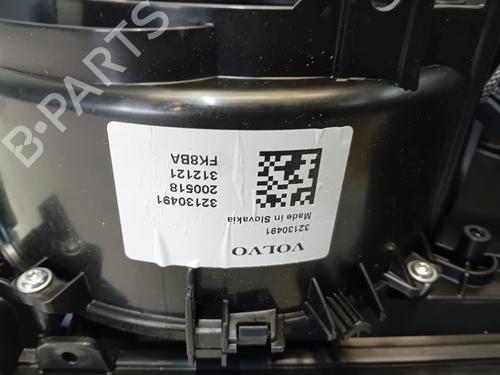 B-PARTS
VOLVO
32130491
Made in Slovakia
32130491
200518
312121
FK8BA